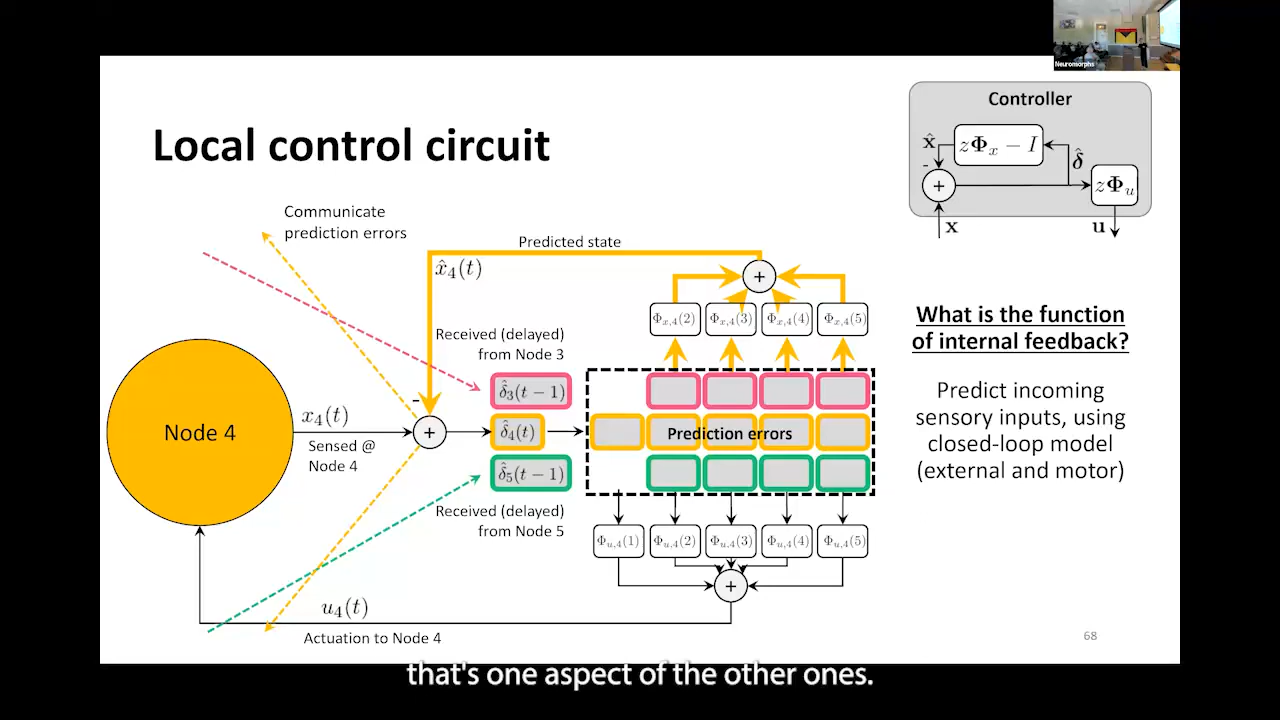 Neuromorphs
Controller
x̂
zΦₓ − I
δ̂
-
+
zΦᵤ
x
u
Local control circuit
Communicate
prediction errors
Predicted state
x̂₄(t)
+
Φₓ,₄(2) Φₓ,₄(3) Φₓ,₄(4) Φₓ,₄(5)
What is the function
of internal feedback?
Received (delayed)
from Node 3
δ̂₃(t − 1)
Predict incoming
sensory inputs, using
closed-loop model
(external and motor)
-
Node 4
x₄(t)
Sensed @
Node 4
+
δ̂₄(t)
Prediction errors
δ̂₅(t − 1)
Received (delayed)
from Node 5
Φᵤ,₄(1) Φᵤ,₄(2) Φᵤ,₄(3) Φᵤ,₄(4) Φᵤ,₄(5)
+
u₄(t)
Actuation to Node 4
68
that's one aspect of the other ones.